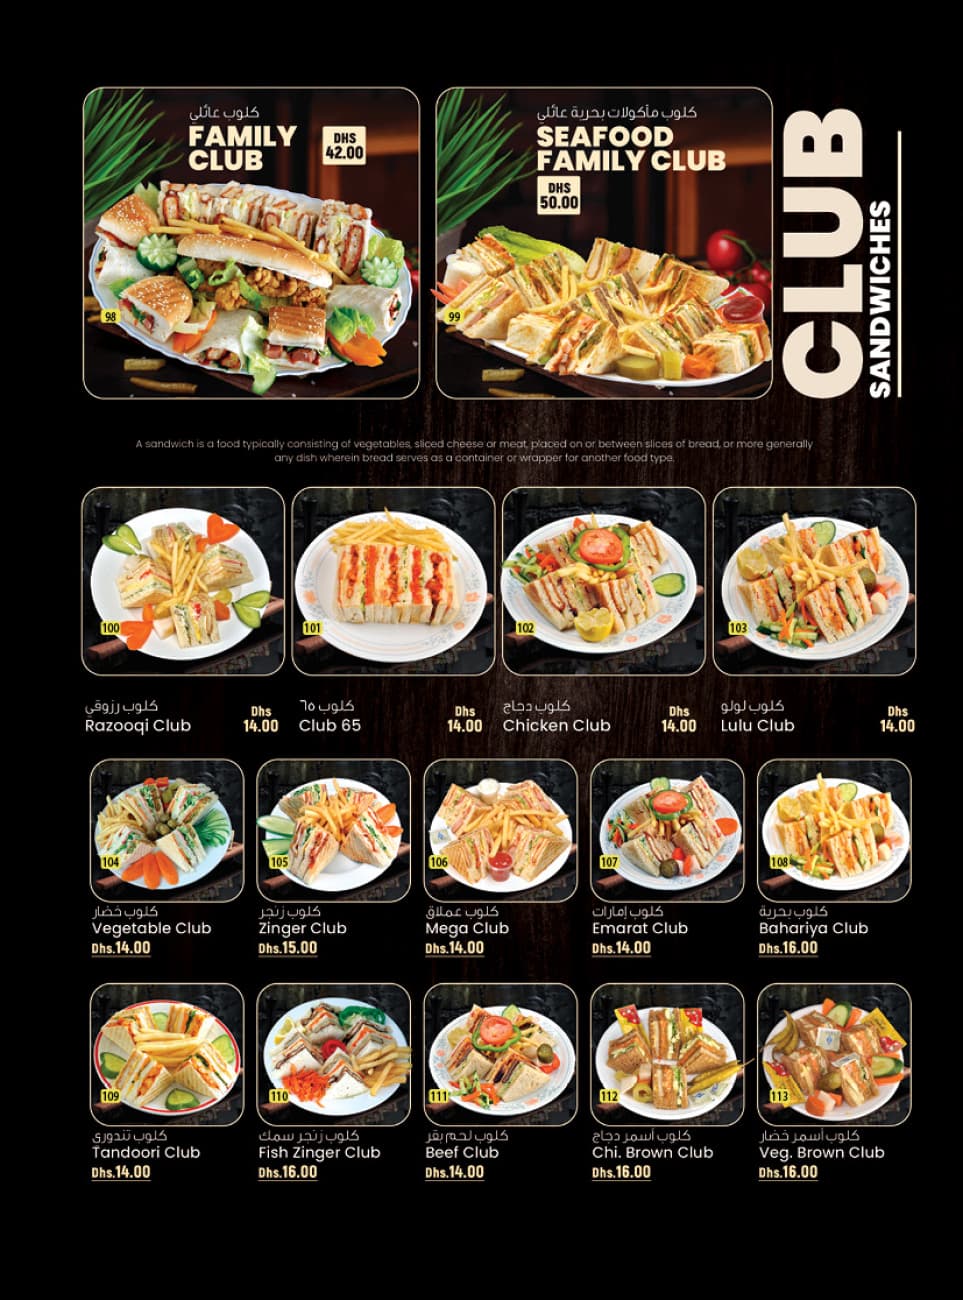 كلوب عائلي
FAMILY
CLUB
DHS
42.00
98
كلوب مأكولات بحرية عائلي
SEAFOOD
FAMILY CLUB
DHS
50.00
99
CLUB
SANDWICHES
A sandwich is a food typically consisting of vegetables, sliced cheese or meat, placed on or between slices of bread, or more generally
any dish wherein bread serves as a container or wrapper for another food type.
100
كلوب رزوقي
Razooqi Club
Dhs
14.00
101
كلوب ٦٥
Club 65
Dhs
14.00
102
كلوب دجاج
Chicken Club
Dhs
14.00
103
كلوب لولو
Lulu Club
Dhs
14.00
104
كلوب خضار
Vegetable Club
Dhs.14.00
105
كلوب زنجر
Zinger Club
Dhs.15.00
106
كلوب عملاق
Mega Club
Dhs.14.00
107
كلوب إمارات
Emarat Club
Dhs.14.00
108
كلوب بحرية
Bahariya Club
Dhs.16.00
109
كلوب تندوري
Tandoori Club
Dhs.14.00
110
كلوب زنجر سمك
Fish Zinger Club
Dhs.16.00
111
كلوب لحم بقر
Beef Club
Dhs.14.00
112
كلوب أسمر دجاج
Chi. Brown Club
Dhs.16.00
113
كلوب أسمر خضار
Veg. Brown Club
Dhs.16.00